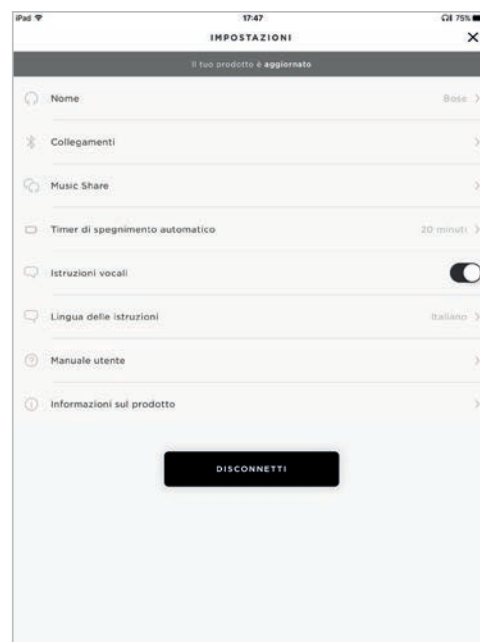 iPad 17:47 75%
IMPOSTAZIONI
Il tuo prodotto è aggiornato
Nome Bose
Collegamenti
Music Share
Timer di spegnimento automatico 20 minuti
Istruzioni vocali
Lingua delle istruzioni Italiano
Manuale utente
Informazioni sul prodotto
DISCONNETTI